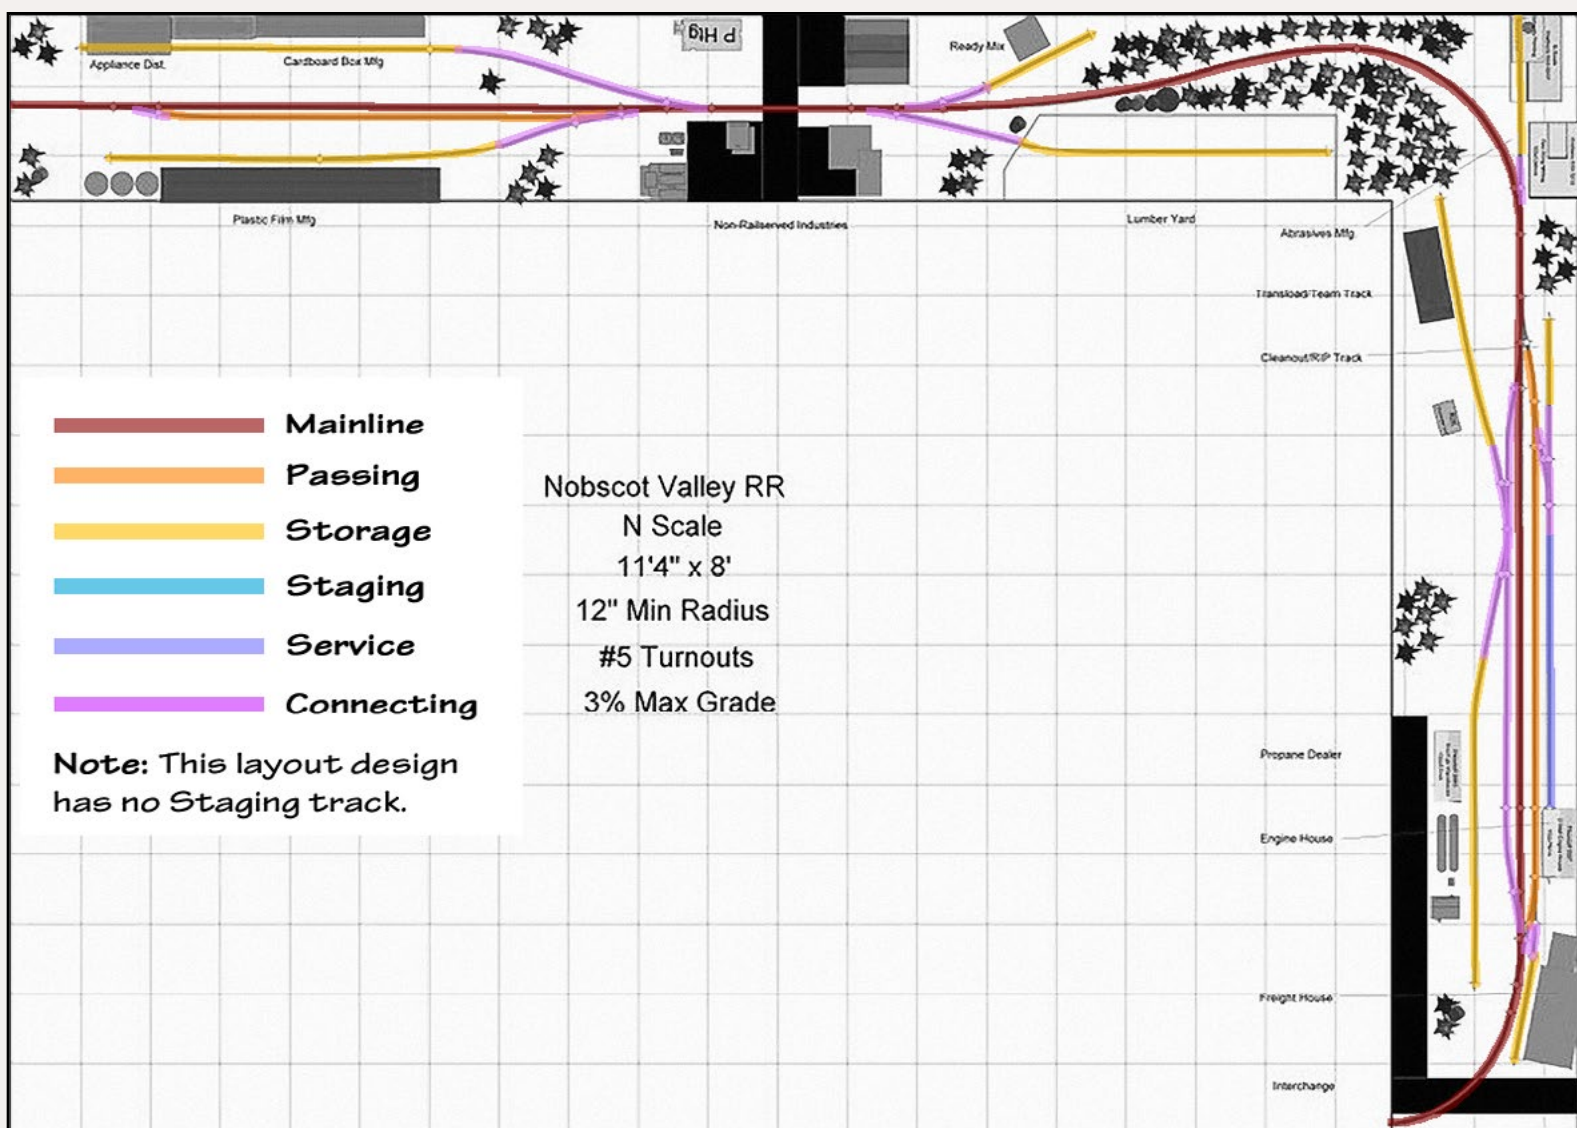 P Htg
Ready Mix
Appliance Dist.
Cardboard Box Mfg
Plastic Film Mfg
Non-Railserved Industries
Lumber Yard
Abrasives Mfg
Transload/Team Track
Cleanout/RIP Track
Mainline
Passing
Storage
Staging
Service
Connecting
Note: This layout design
has no Staging track.
Nobscot Valley RR
N Scale
11'4" x 8'
12" Min Radius
#5 Turnouts
3% Max Grade
Propane Dealer
Engine House
Freight House
Interchange